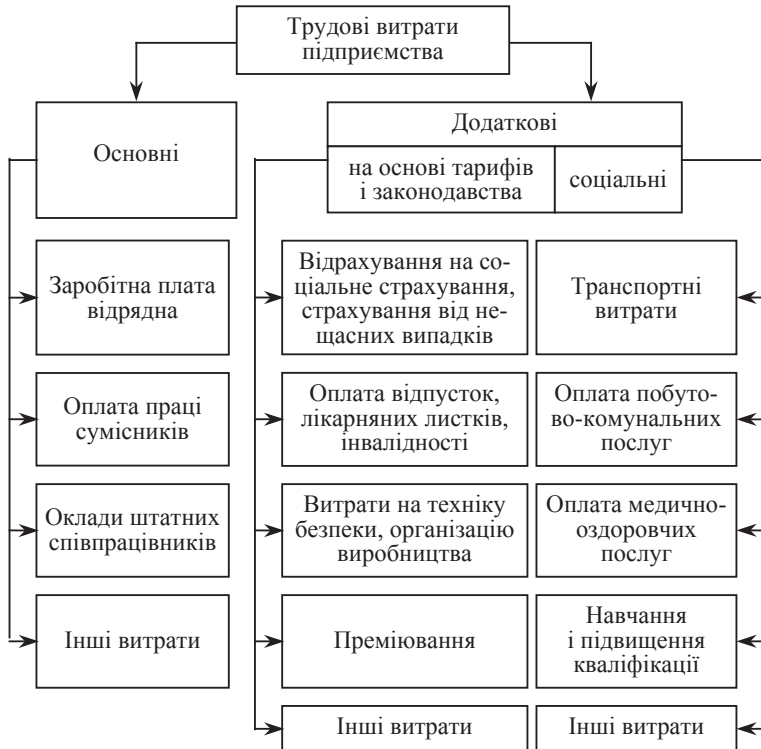 Трудові витрати
підприємства
Основні
Додаткові
на основі тарифів
і законодавства
соціальні
Заробітна плата
відрядна
Оплата праці
сумісників
Оклади штатних
співпрацівників
Інші витрати
Відрахування на со-
ціальне страхування,
страхування від не-
щасних випадків
Оплата відпусток,
лікарняних листків,
інвалідності
Витрати на техніку
безпеки, організацію
виробництва
Преміювання
Інші витрати
Транспортні
витрати
Оплата побуто-
во-комунальних
послуг
Оплата медично-
оздоровчих
послуг
Навчання
і підвищення
кваліфікації
Інші витрати